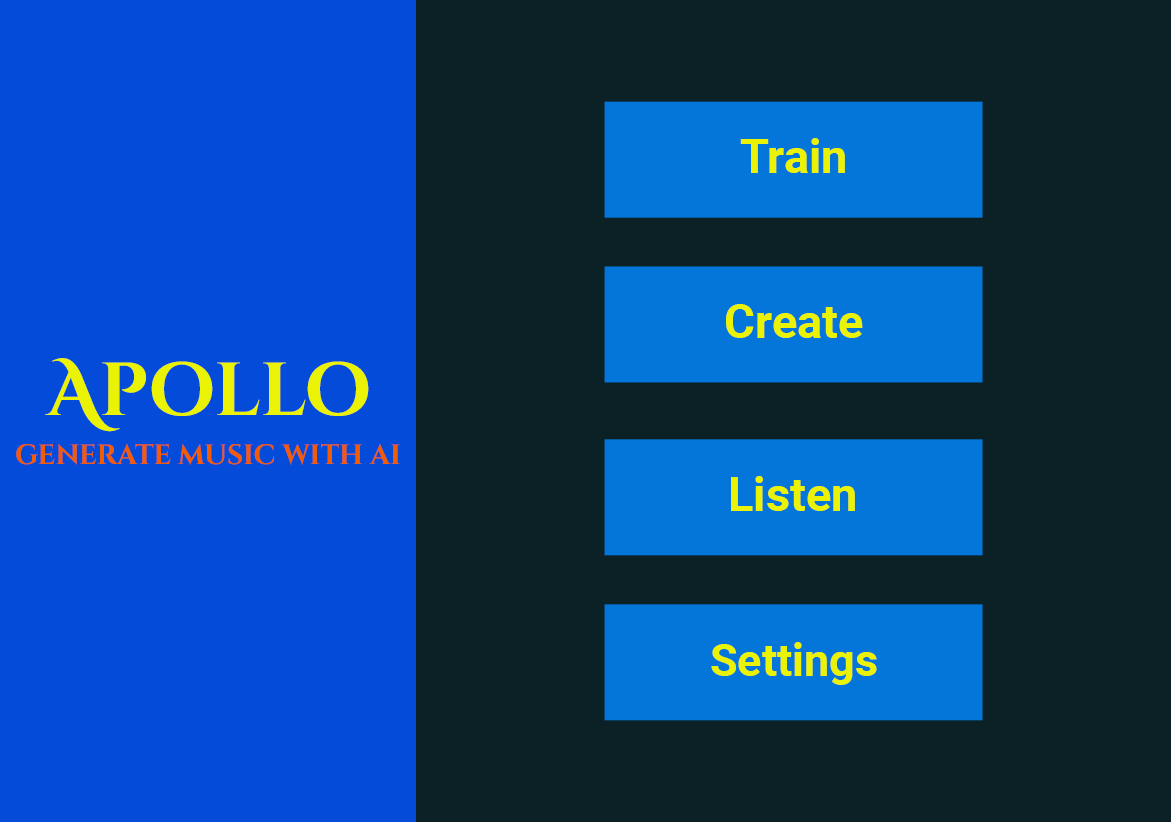 Apollo
GENERATE MUSIC WITH AI
Train
Create
Listen
Settings